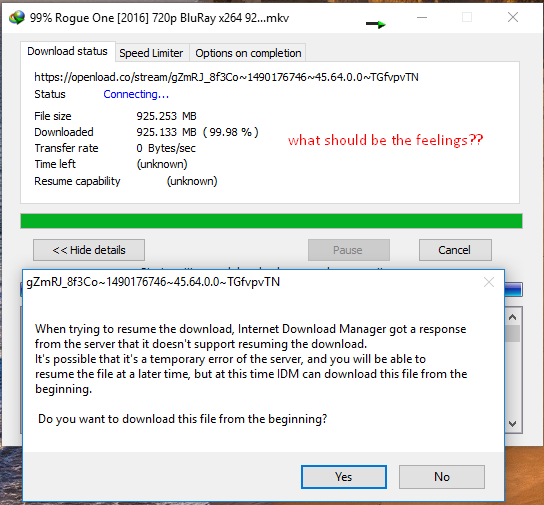 99% Rogue One [2016] 720p BluRay x264 92...mkv
Download status
Speed Limiter
Options on completion
https://openload.co/stream/gZmRJ_8f3Co~1490176746~45.64.0.0~TGfvpvTN
Status Connecting...
File size 925.253 MB
Downloaded 925.133 MB ( 99.98 % )
Transfer rate 0 Bytes/sec
Time left (unknown)
Resume capability (unknown)
what should be the feelings??
<< Hide details
Pause
Cancel
gZmRJ_8f3Co~1490176746~45.64.0.0~TGfvpvTN
When trying to resume the download, Internet Download Manager got a response
from the server that it doesn't support resuming the download.
It's possible that it's a temporary error of the server, and you will be able to
resume the file at a later time, but at this time IDM can download this file from the
beginning.
Do you want to download this file from the beginning?
Yes
No